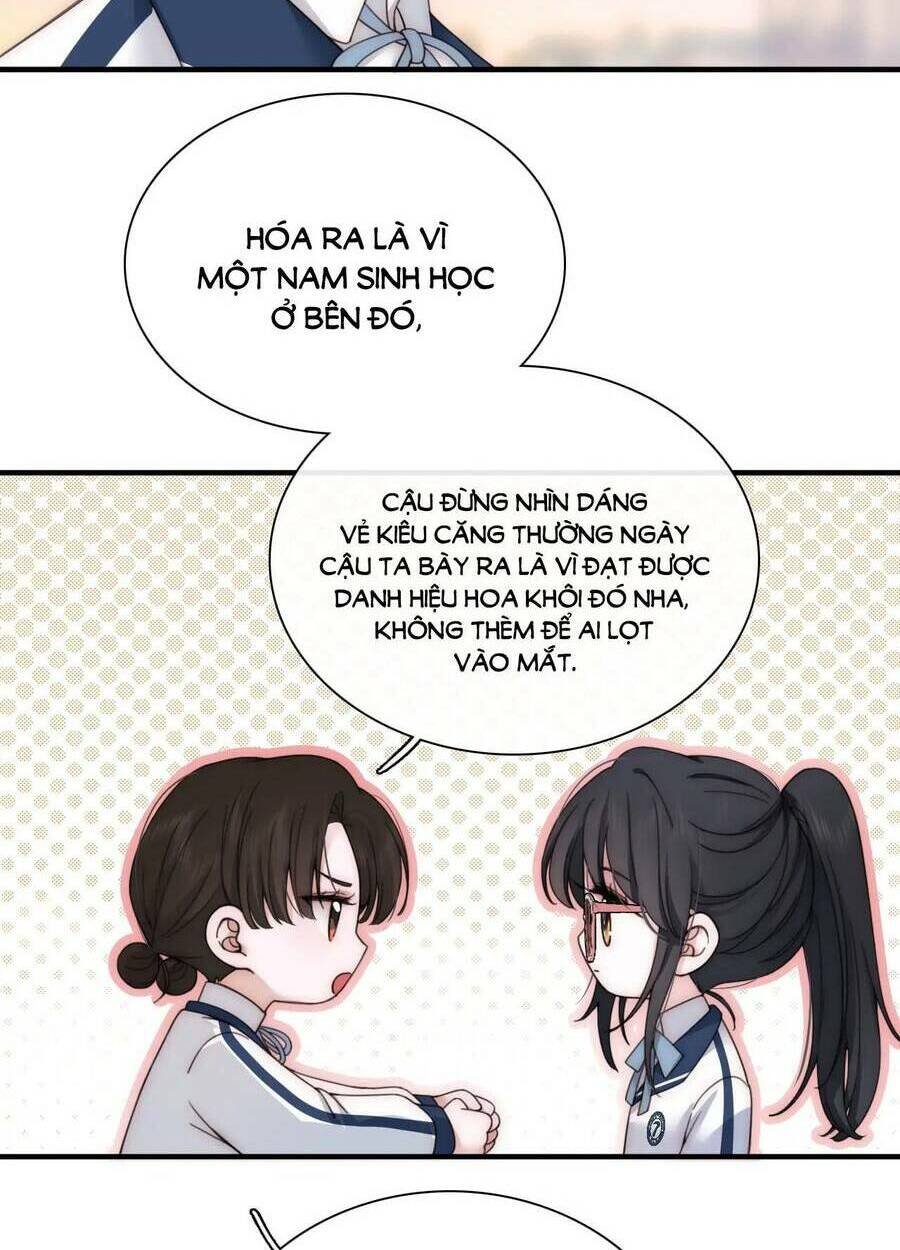 HÓA RA LÀ VÌ
MỘT NAM SINH HỌC
Ở BÊN ĐÓ,
CẬU ĐỪNG NHÌN DÁNG
VẺ KIÊU CĂNG THƯỜNG NGÀY
CẬU TA BÀY RA LÀ VÌ ĐẠT ĐƯỢC
DANH HIỆU HOA KHÔI ĐÓ NHA,
KHÔNG THÈM ĐỂ AI LỌT
VÀO MẮT.